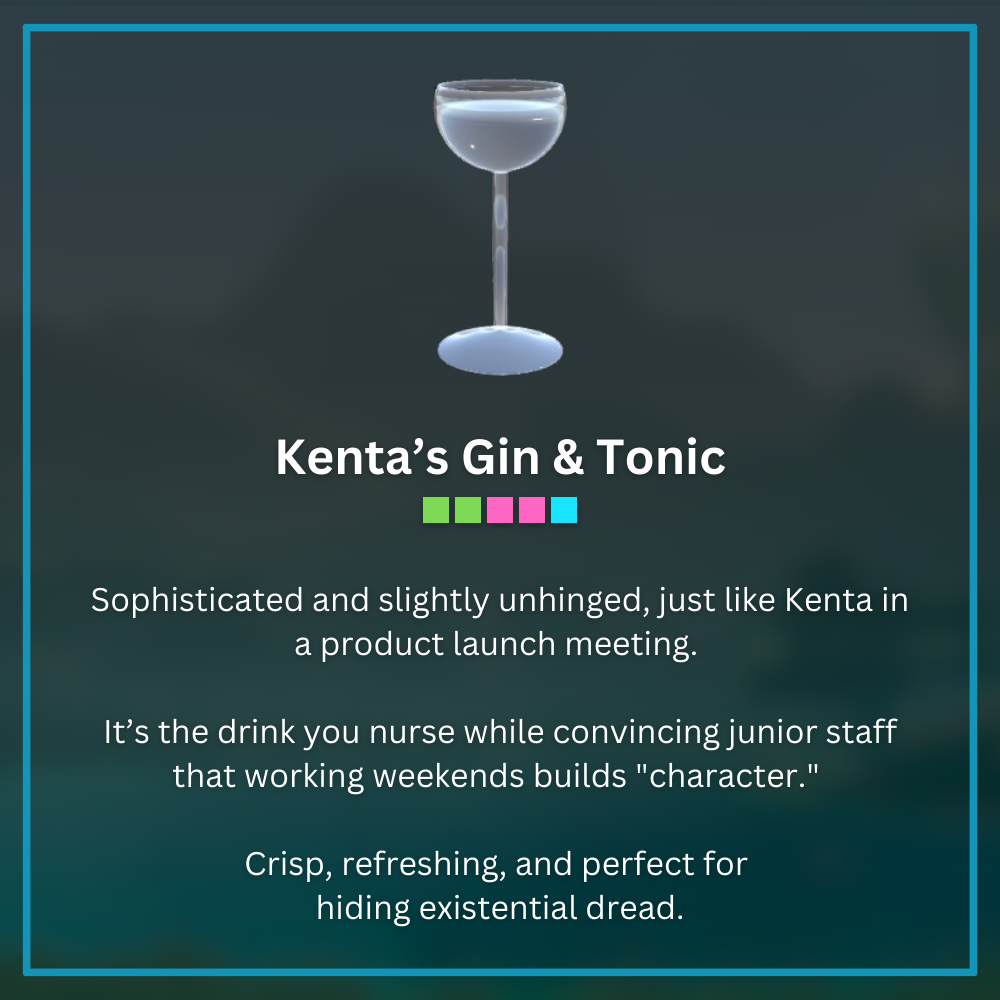 Kenta’s Gin & Tonic
Sophisticated and slightly unhinged, just like Kenta in
a product launch meeting.
It’s the drink you nurse while convincing junior staff
that working weekends builds "character."
Crisp, refreshing, and perfect for
hiding existential dread.